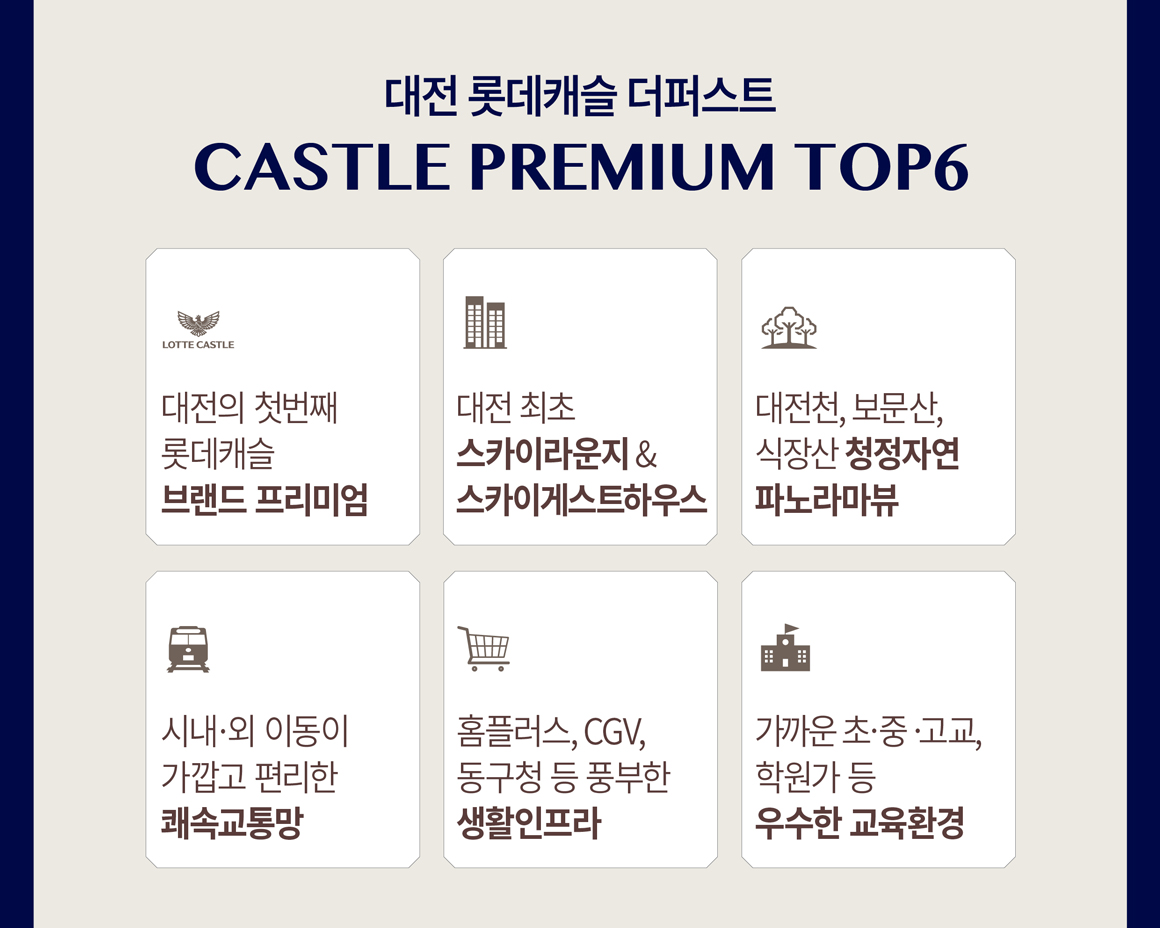 대전 롯데캐슬 더퍼스트
CASTLE PREMIUM TOP6
LOTTE CASTLE
대전의 첫번째
롯데캐슬
브랜드 프리미엄
대전 최초
스카이라운지 &
스카이게스트하우스
대전천, 보문산,
식장산 청정자연
파노라마뷰
시내·외 이동이
가깝고 편리한
쾌속교통망
홈플러스, CGV,
동구청 등 풍부한
생활인프라
가까운 초·중 ·고교,
학원가 등
우수한 교육환경